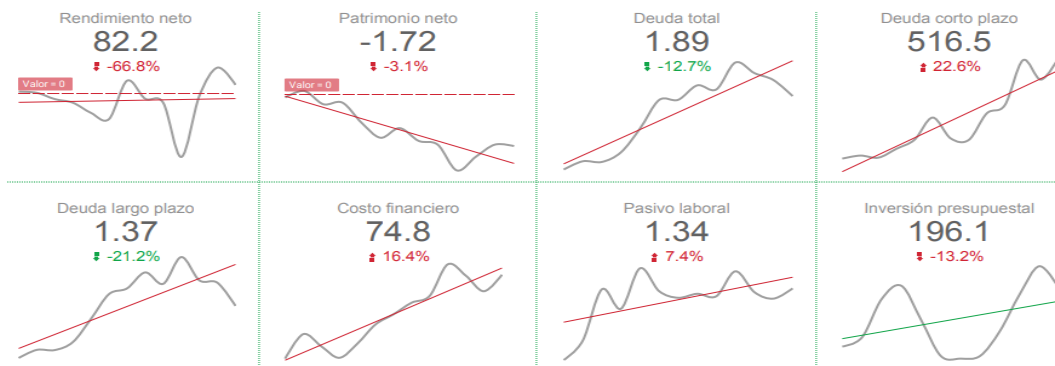 Rendimiento neto
82.2
-66.8%
Valor = 0
Patrimonio neto
-1.72
-3.1%
Valor = 0
Deuda total
1.89
-12.7%
Deuda corto plazo
516.5
22.6%
Deuda largo plazo
1.37
-21.2%
Costo financiero
74.8
16.4%
Pasivo laboral
1.34
7.4%
Inversión presupuestal
196.1
-13.2%